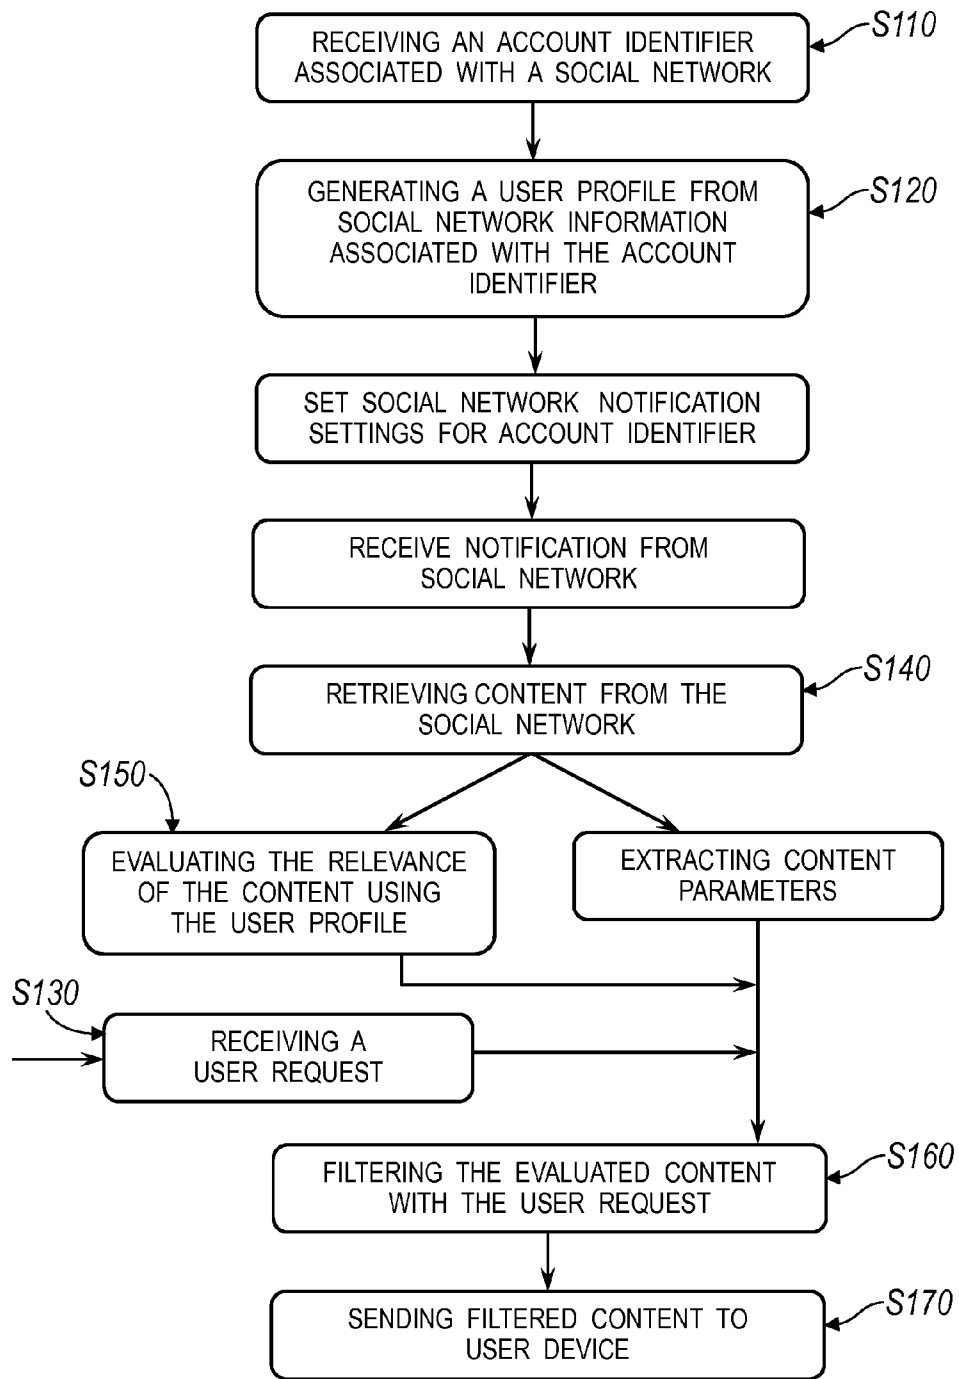 S110
RECEIVING AN ACCOUNT IDENTIFIER
ASSOCIATED WITH A SOCIAL NETWORK
S120
GENERATING A USER PROFILE FROM
SOCIAL NETWORK INFORMATION
ASSOCIATED WITH THE ACCOUNT
IDENTIFIER
SET SOCIAL NETWORK NOTIFICATION
SETTINGS FOR ACCOUNT IDENTIFIER
RECEIVE NOTIFICATION FROM
SOCIAL NETWORK
S140
RETRIEVING CONTENT FROM THE
SOCIAL NETWORK
S150
EVALUATING THE RELEVANCE
OF THE CONTENT USING
THE USER PROFILE
EXTRACTING CONTENT
PARAMETERS
S130
RECEIVING A
USER REQUEST
S160
FILTERING THE EVALUATED CONTENT
WITH THE USER REQUEST
S170
SENDING FILTERED CONTENT TO
USER DEVICE